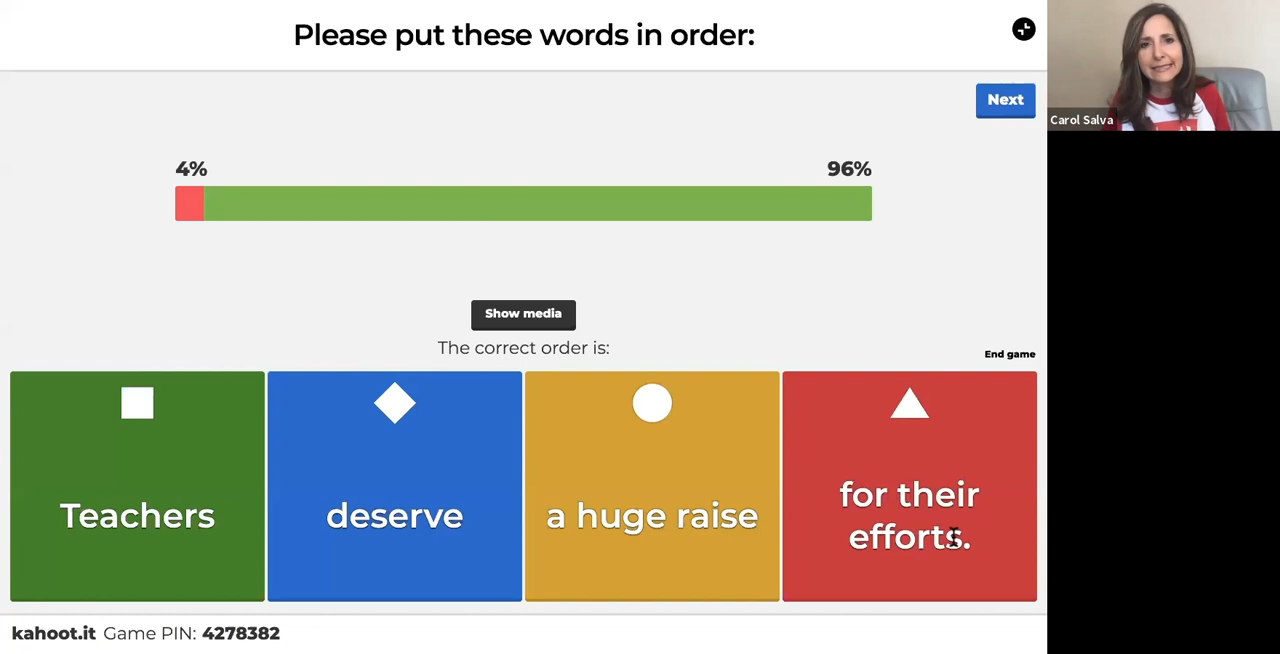 Please put these words in order:
Next
Carol Salva
4%
96%
Show media
The correct order is:
End game
Teachers
deserve
a huge raise
for their
efforts.
kahoot.it Game PIN: 4278382